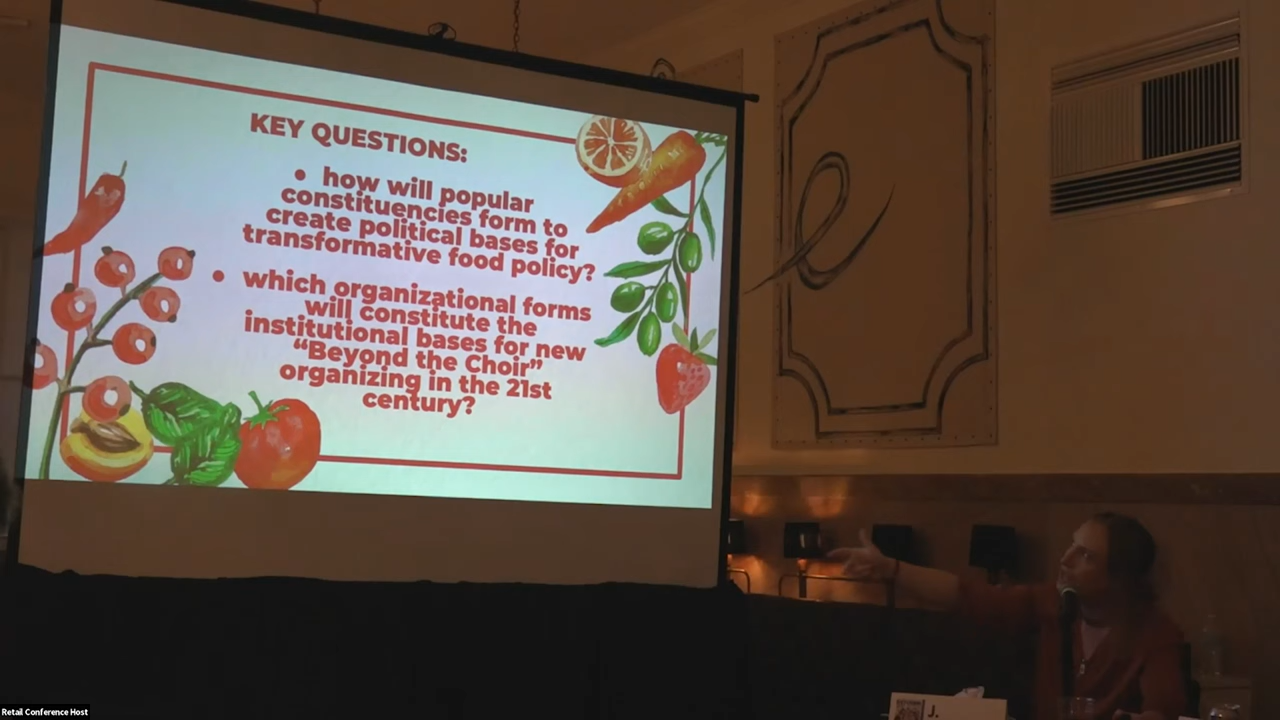 KEY QUESTIONS:
• how will popular
constituencies form to
create political bases for
transformative food policy?
• which organizational forms
will constitute the
institutional bases for new
“Beyond the Choir”
organizing in the 21st
century?
e
J.
Retail Conference Host